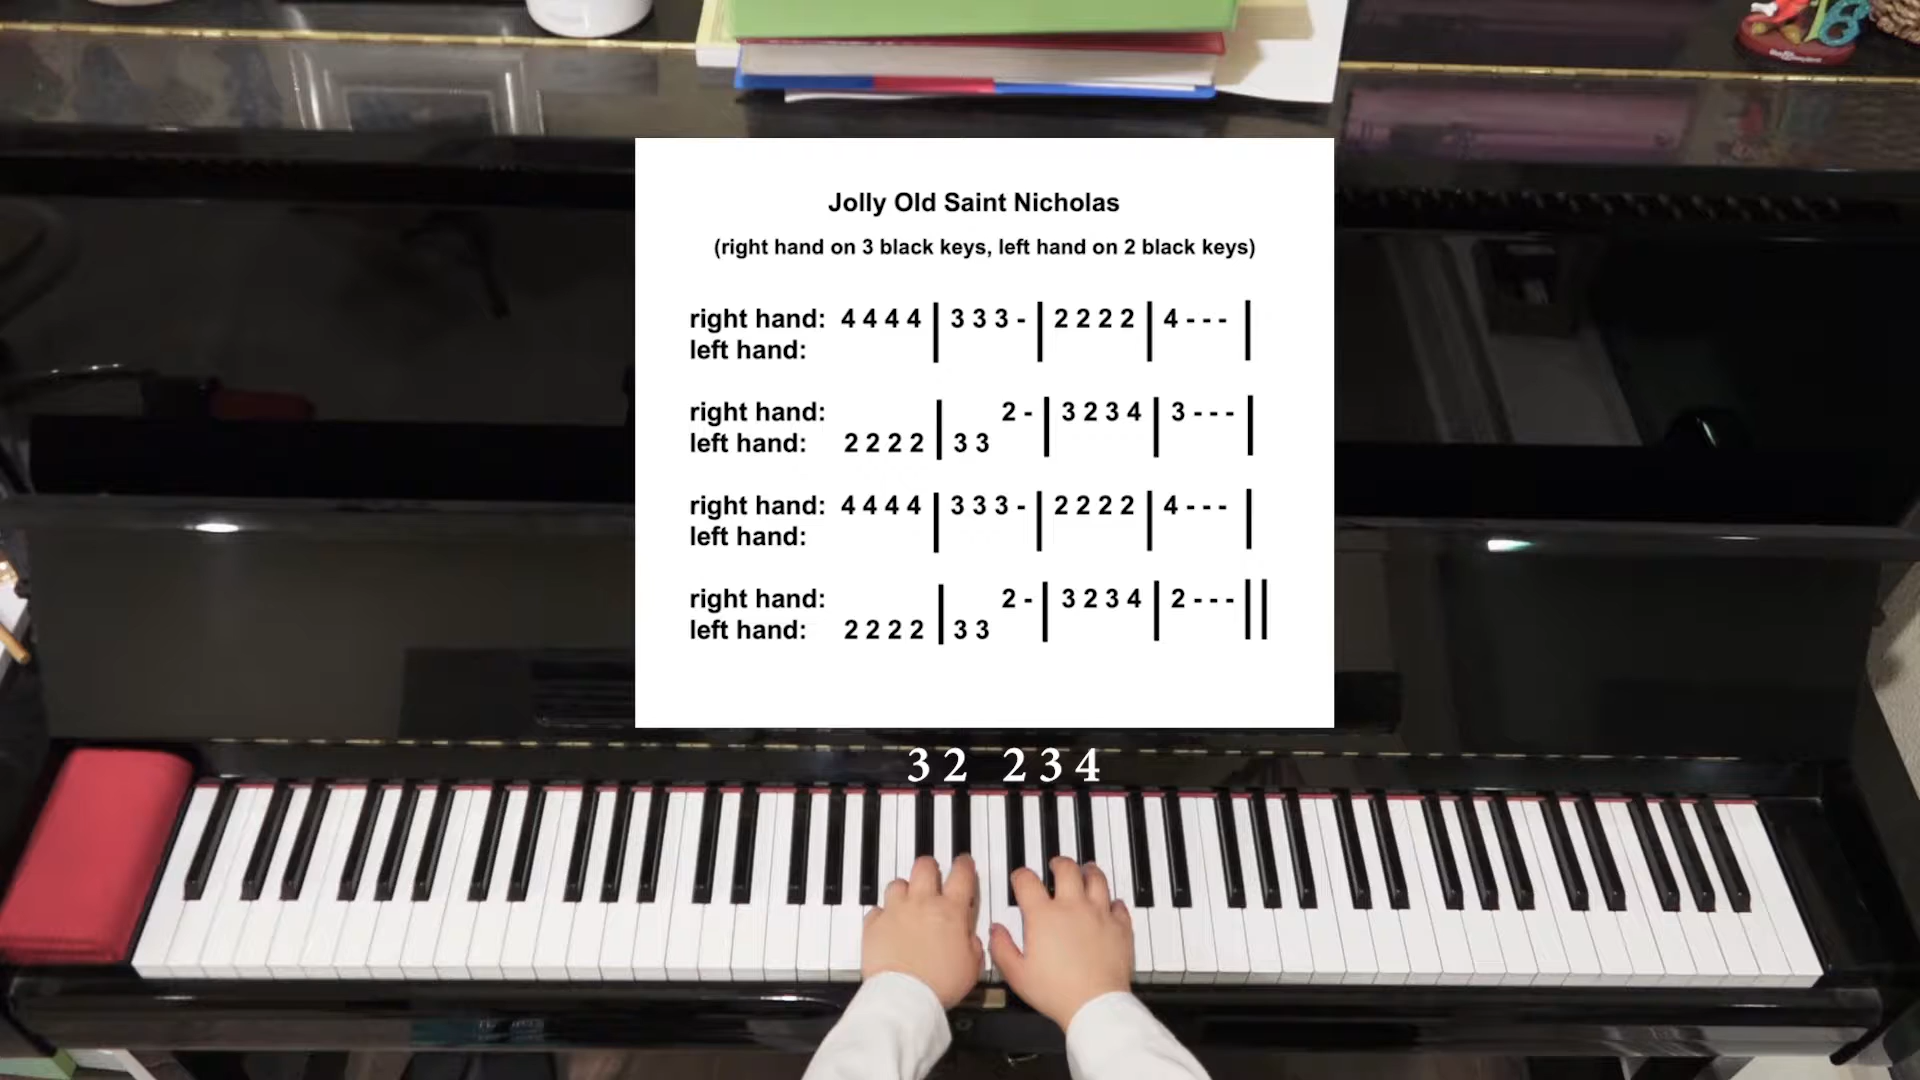 Jolly Old Saint Nicholas
(right hand on 3 black keys, left hand on 2 black keys)
right hand: 4 4 4 4 | 3 3 3 - | 2 2 2 2 | 4 - - - |
left hand:
right hand: 2 - | 3 2 3 4 | 3 - - - |
left hand: 2 2 2 2 | 3 3
right hand: 4 4 4 4 | 3 3 3 - | 2 2 2 2 | 4 - - - |
left hand:
right hand: 2 - | 3 2 3 4 | 2 - - - ||
left hand: 2 2 2 2 | 3 3
3 2 2 3 4